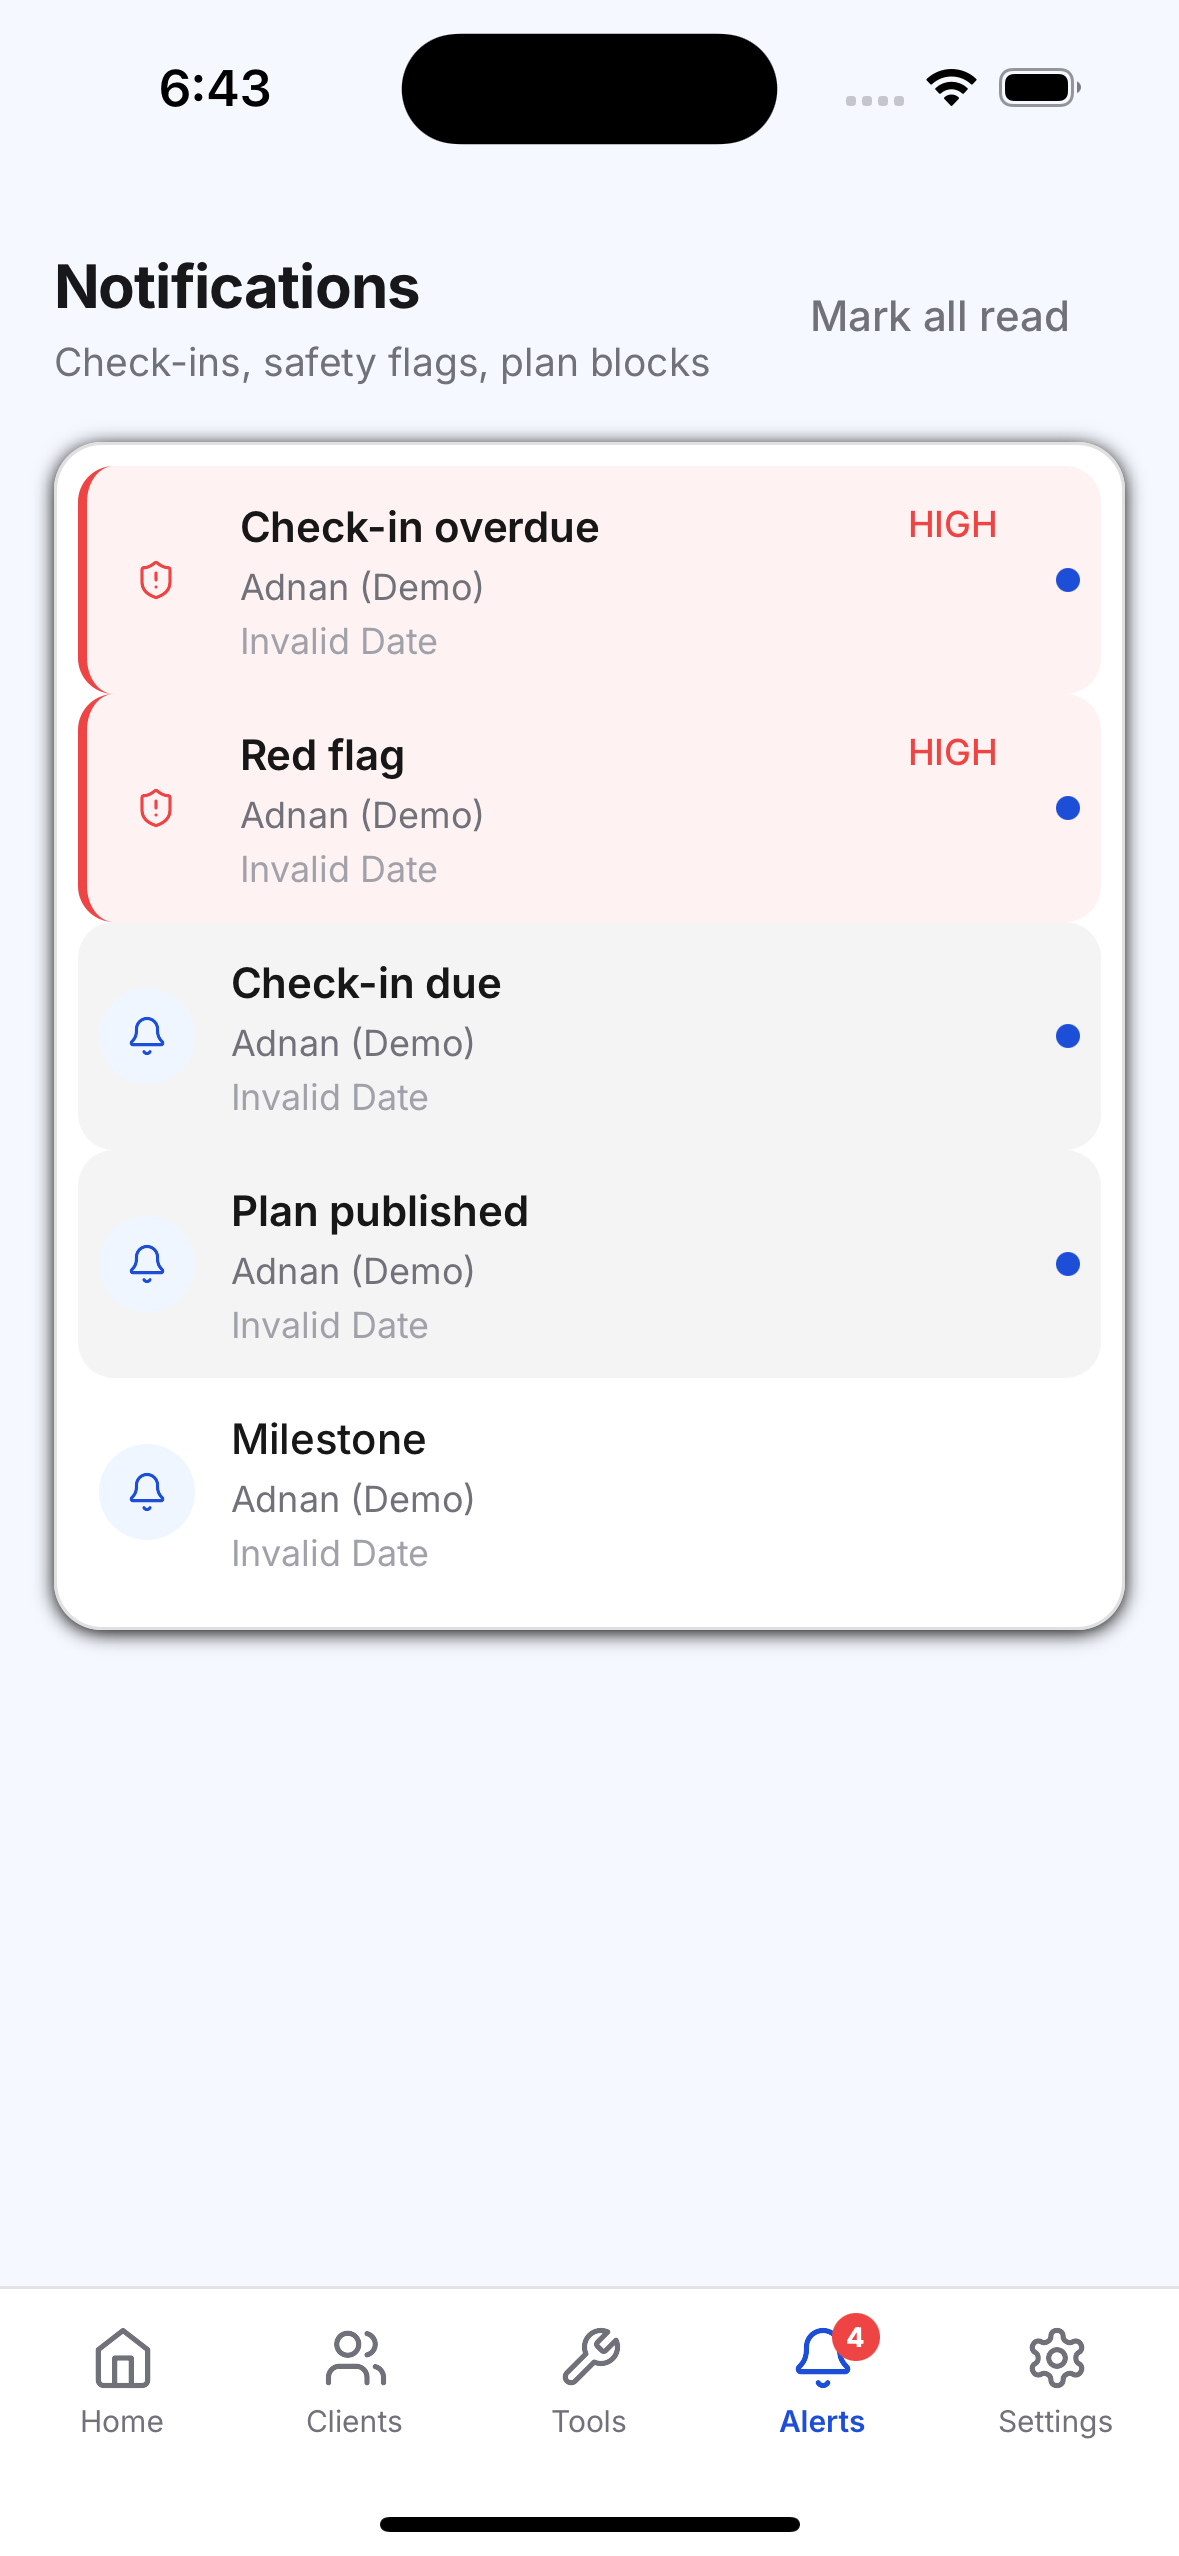 6:43
Notifications
Mark all read
Check-ins, safety flags, plan blocks
Check-in overdue
HIGH
Adnan (Demo)
Invalid Date
Red flag
HIGH
Adnan (Demo)
Invalid Date
Check-in due
Adnan (Demo)
Invalid Date
Plan published
Adnan (Demo)
Invalid Date
Milestone
Adnan (Demo)
Invalid Date
4
Home
Clients
Tools
Alerts
Settings